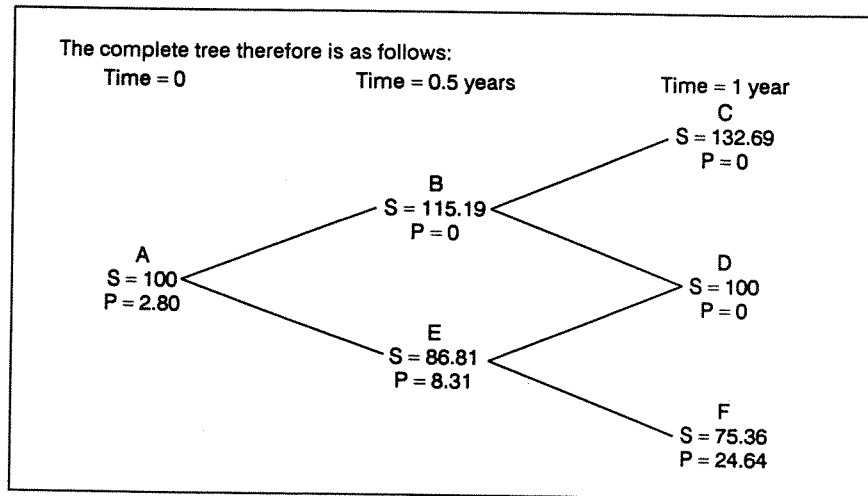 The complete tree therefore is as follows:
Time = 0
Time = 0.5 years
Time = 1 year
C
S = 132.69
P = 0
B
S = 115.19
P = 0
A
S = 100
P = 2.80
D
S = 100
P = 0
E
S = 86.81
P = 8.31
F
S = 75.36
P = 24.64